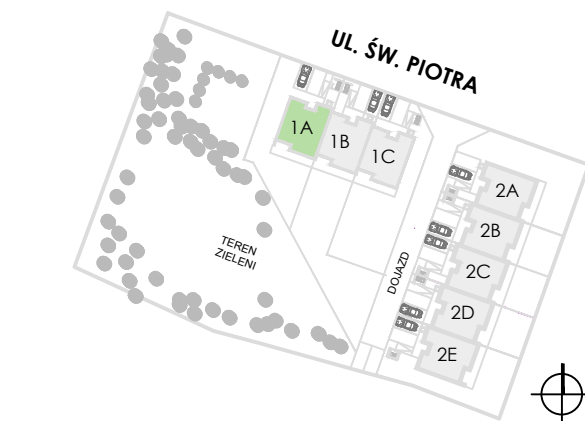 UL. ŚW. PIOTRA
1A
1B
1C
2A
2B
2C
2D
2E
TEREN
ZIELENI
DOJAZD